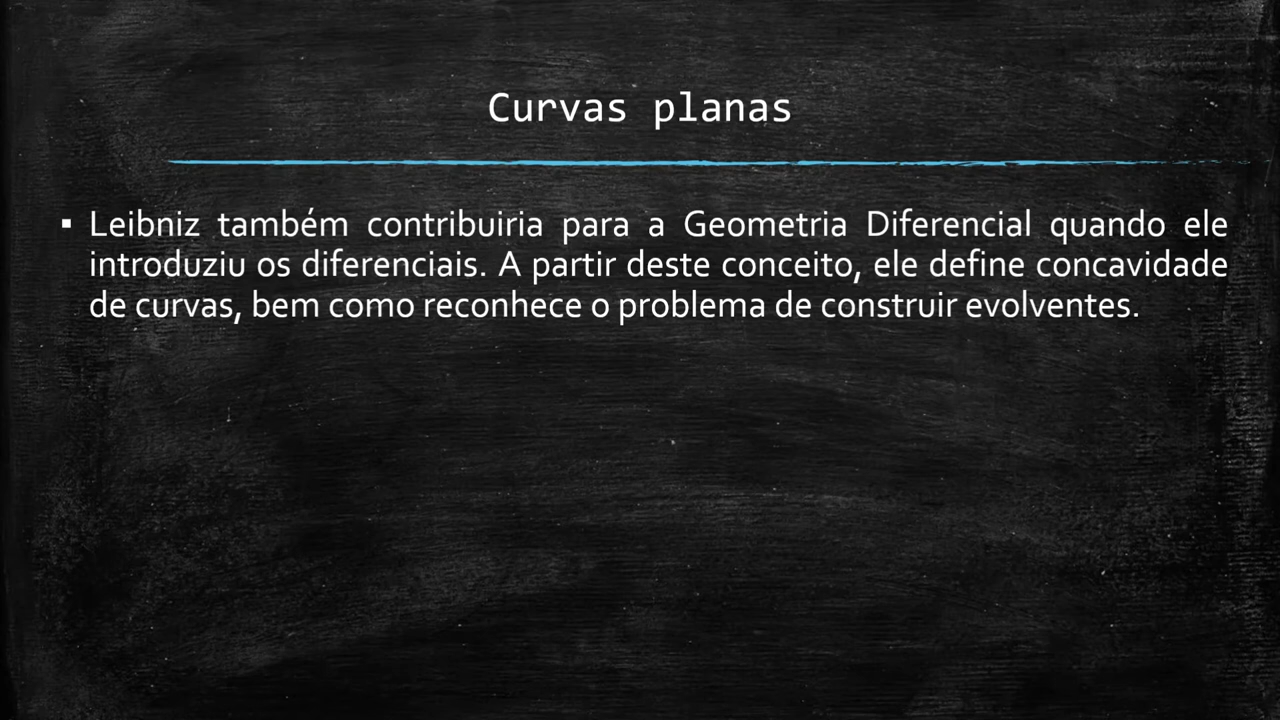 Curvas planas
▪ Leibniz também contribuiria para a Geometria Diferencial quando ele
introduziu os diferenciais. A partir deste conceito, ele define concavidade
de curvas, bem como reconhece o problema de construir evolventes.